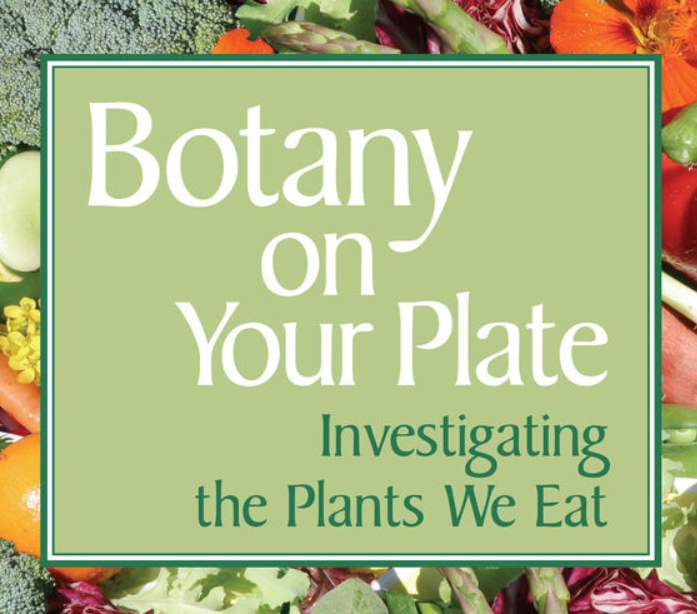 Botany
on
Your Plate
Investigating
the Plants We Eat